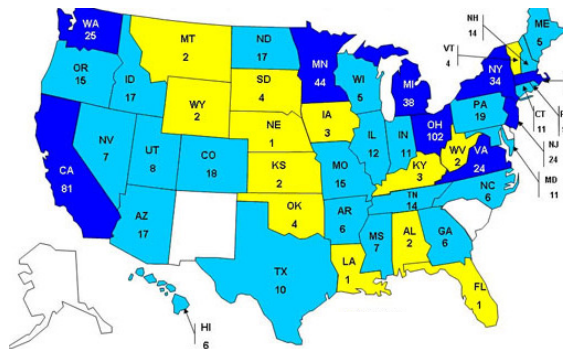 WA
25
OR
15
CA
81
ID
17
NV
7
MT
2
WY
2
UT
8
AZ
17
CO
18
ND
17
SD
4
NE
1
KS
2
OK
4
TX
10
MN
44
IA
3
MO
15
AR
6
LA
1
WI
5
IL
12
MI
38
IN
11
OH
102
KY
3
TN
14
MS
7
AL
2
GA
6
FL
1
WV
2
VA
24
NC
6
PA
19
NY
34
VT
4
NH
14
ME
5
CT
11
NJ
24
MD
11
HI
6